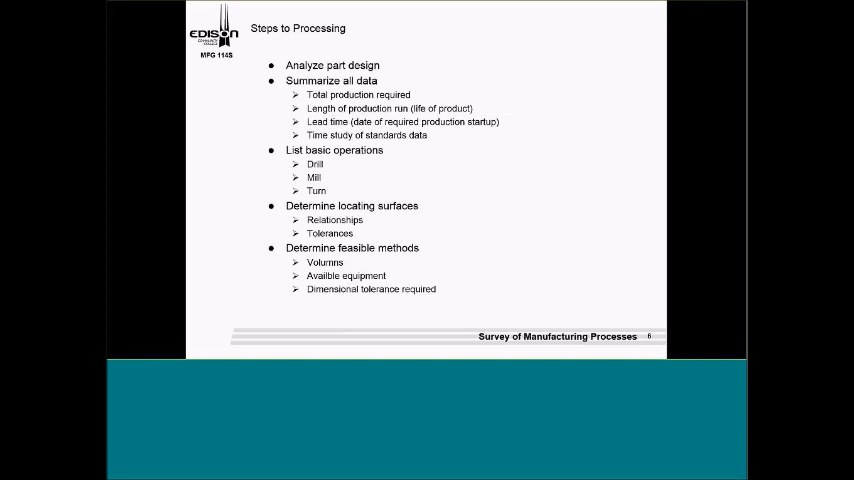 EDISON
COMMUNITY
COLLEGE
MFG 114S
Steps to Processing
Analyze part design
Summarize all data
Total production required
Length of production run (life of product)
Lead time (date of required production startup)
Time study of standards data
List basic operations
Drill
Mill
Turn
Determine locating surfaces
Relationships
Tolerances
Determine feasible methods
Volumns
Availble equipment
Dimensional tolerance required
Survey of Manufacturing Processes 6